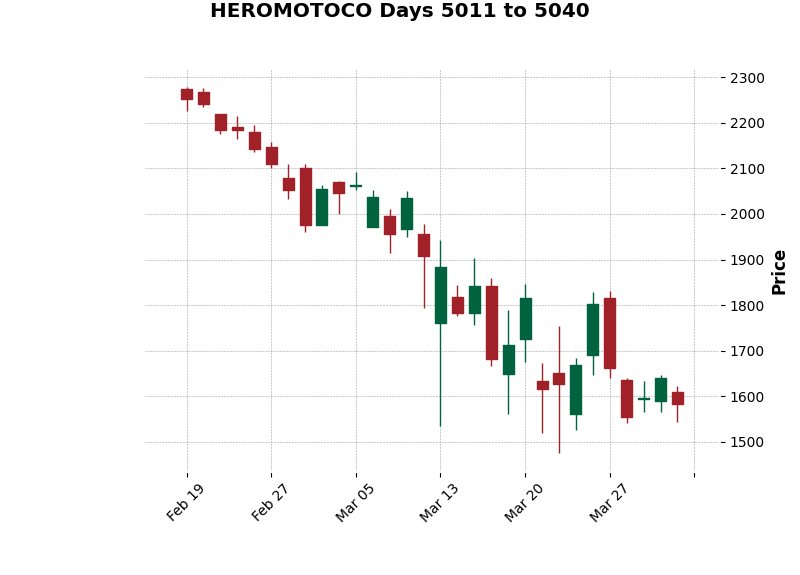 HEROMOTOCO Days 5011 to 5040
2300
2200
2100
2000
1900
1800
1700
1600
1500
Price
Feb 19
Feb 27
Mar 05
Mar 13
Mar 20
Mar 27